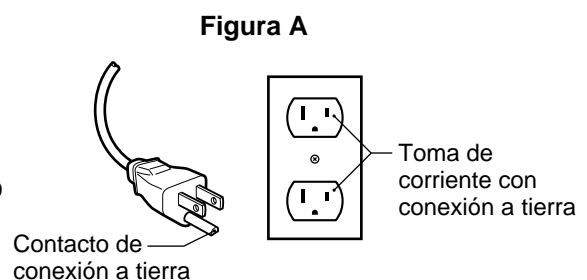 Figura A
Toma de
corriente con
conexión a tierra
Contacto de
conexión a tierra